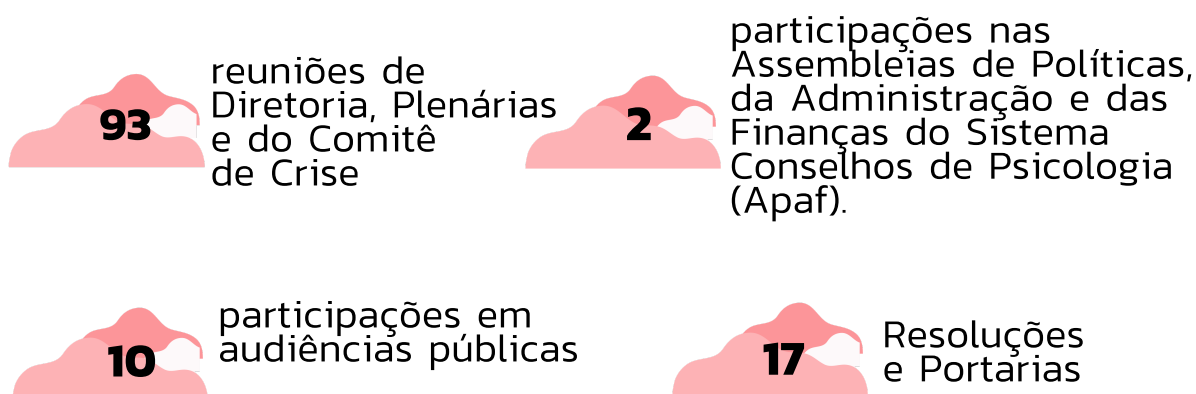 93
reuniões de
Diretoria, Plenárias
e do Comitê
de Crise
2
participações nas
Assembleias de Políticas,
da Administração e das
Finanças do Sistema
Conselhos de Psicologia
(Apaf).
10
participações em
audiências públicas
17
Resoluções
e Portarias